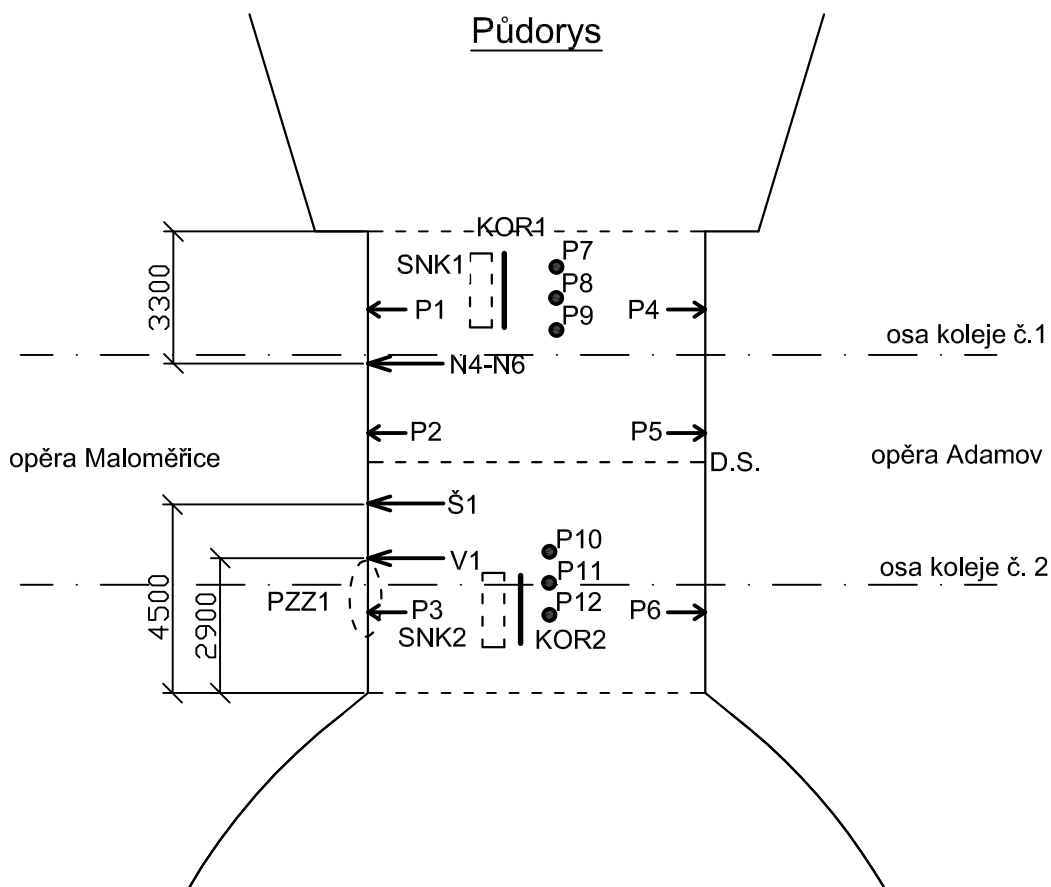 Půdorys
KOR1
P7
SNK1
P8
P1
P9
P4
3300
osa koleje č.1
N4-N6
P2
P5
opěra Maloměřice
D.S.
opěra Adamov
Š1
P10
V1
P11
osa koleje č. 2
4500
2900
PZZ1
P3
P12
P6
SNK2
KOR2